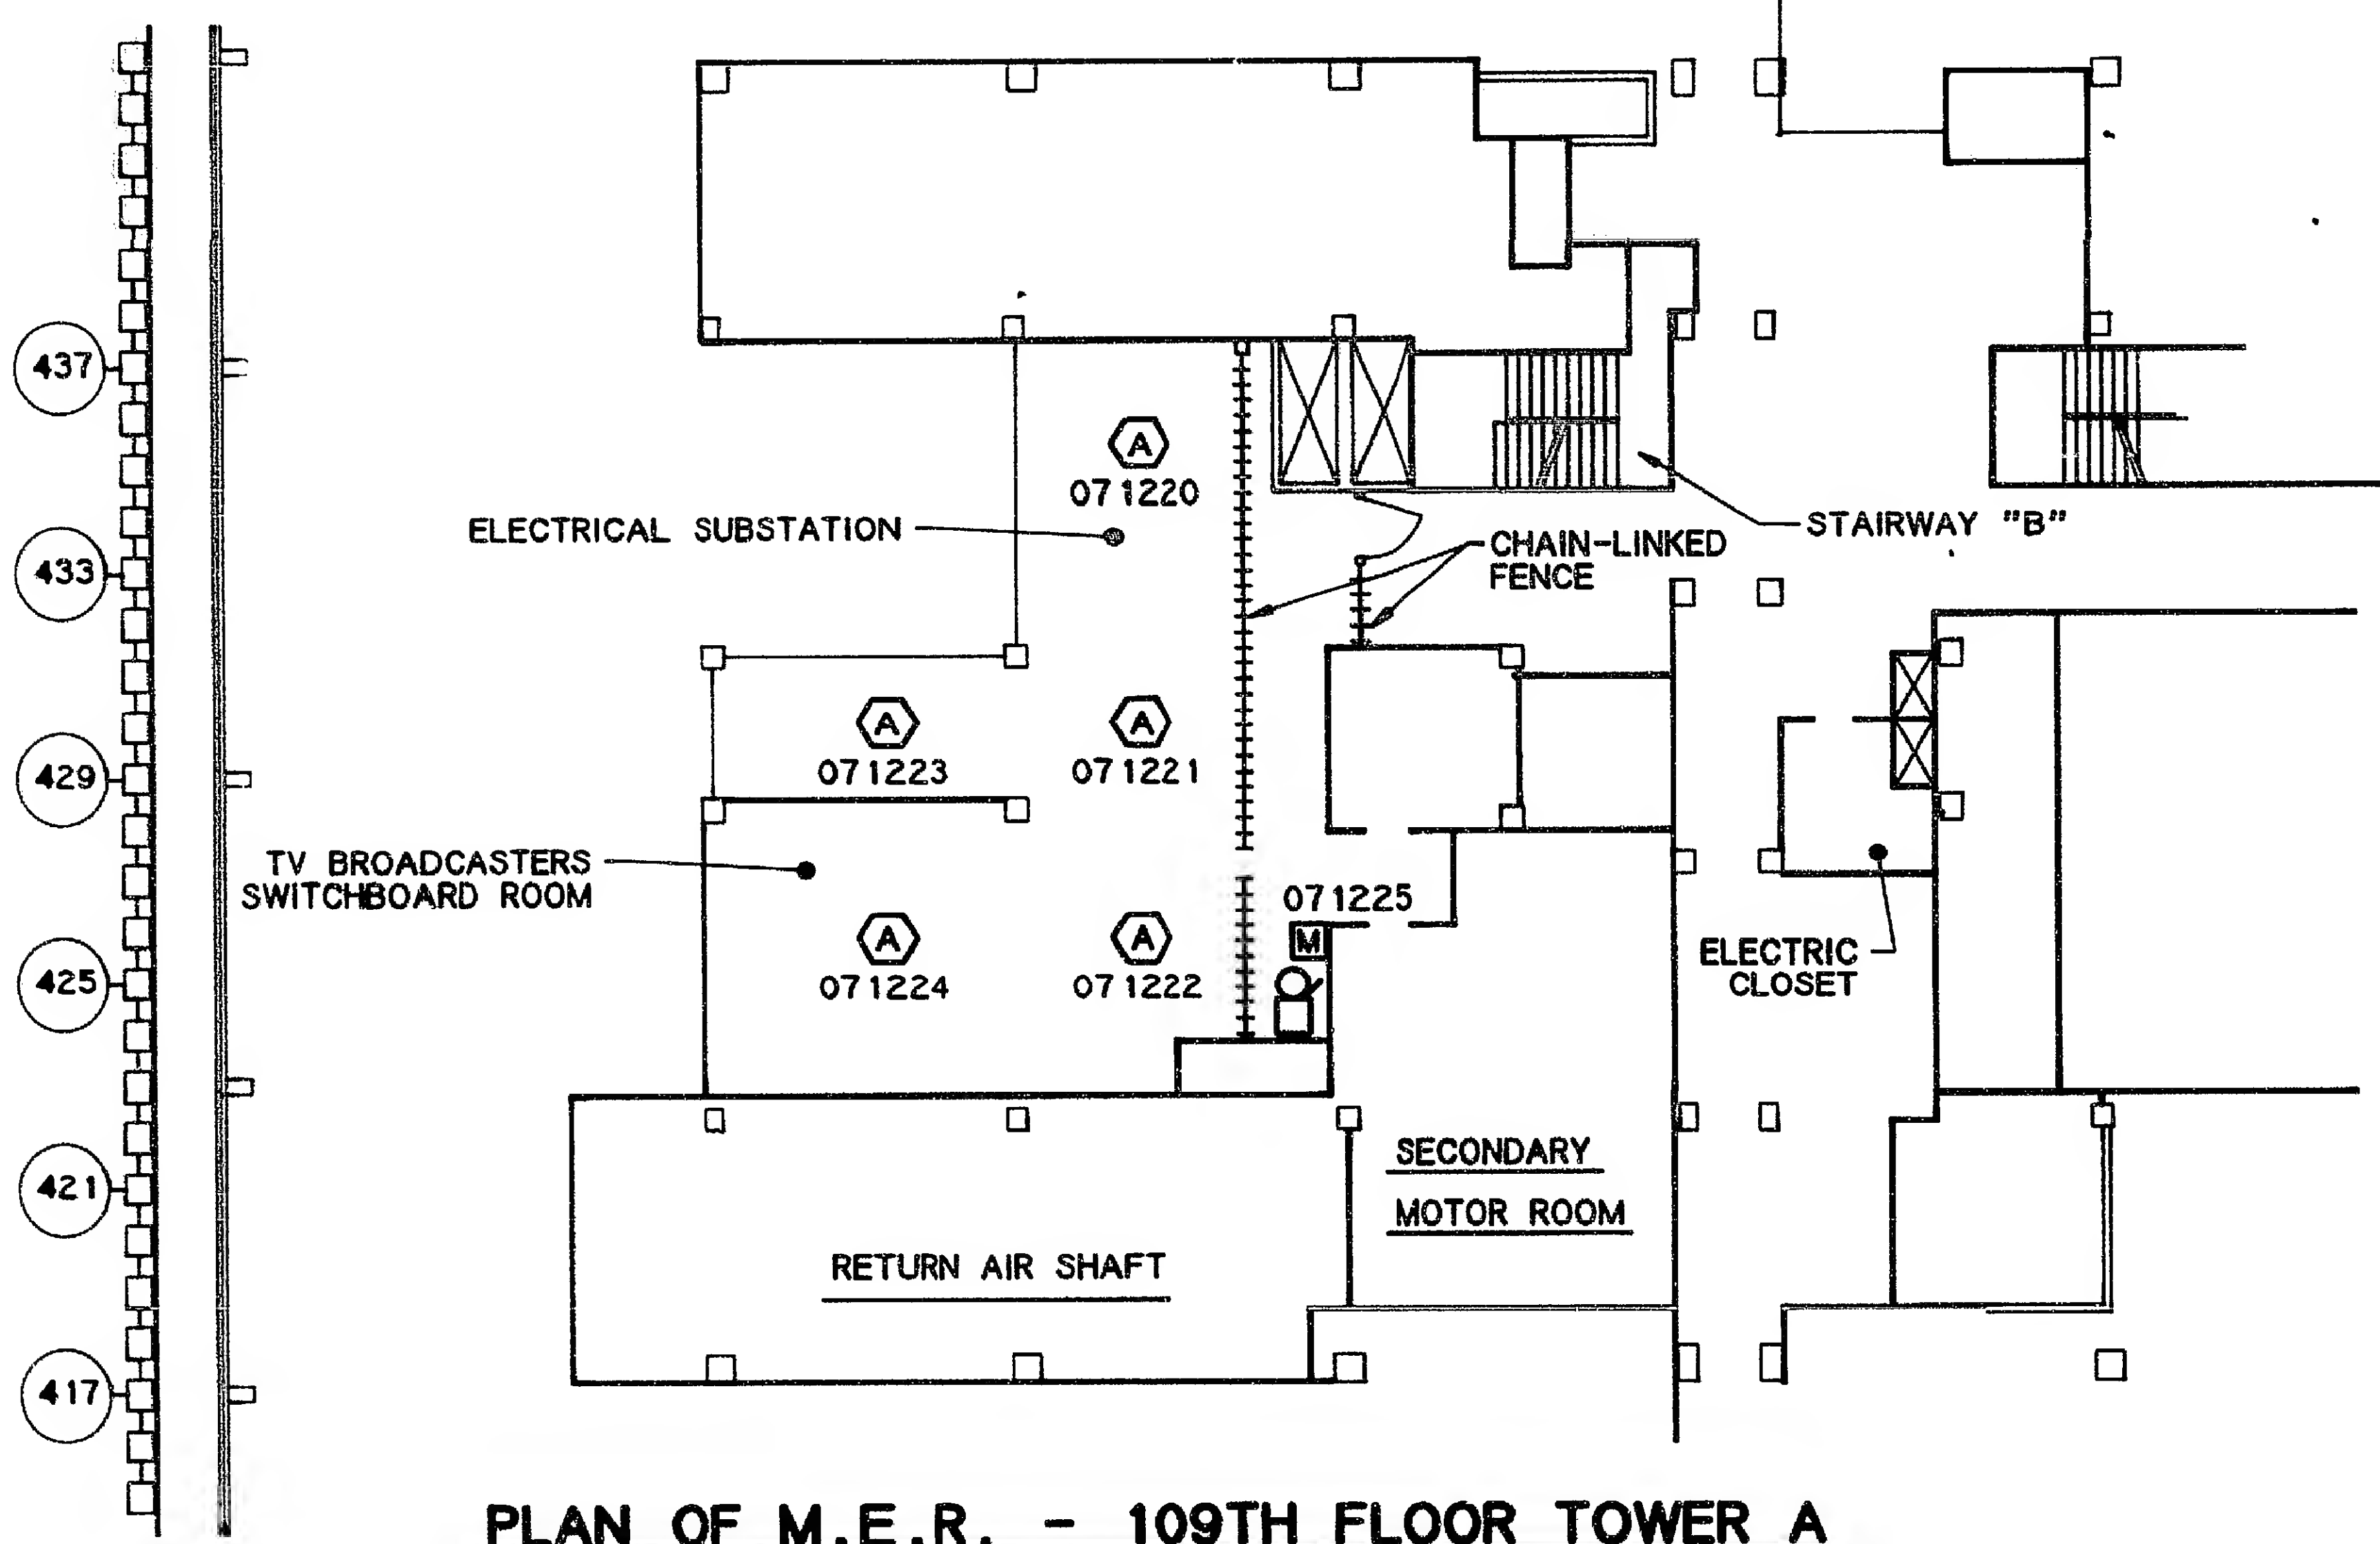 437
A
071220
ELECTRICAL SUBSTATION
STAIRWAY "B"
CHAIN-LINKED
FENCE
433
A
071223
A
071221
429
TV BROADCASTERS
SWITCHBOARD ROOM
071225
M
A
071224
A
071222
ELECTRIC
CLOSET
425
SECONDARY
MOTOR ROOM
421
RETURN AIR SHAFT
417
PLAN OF M.E.R. - 109TH FLOOR TOWER A